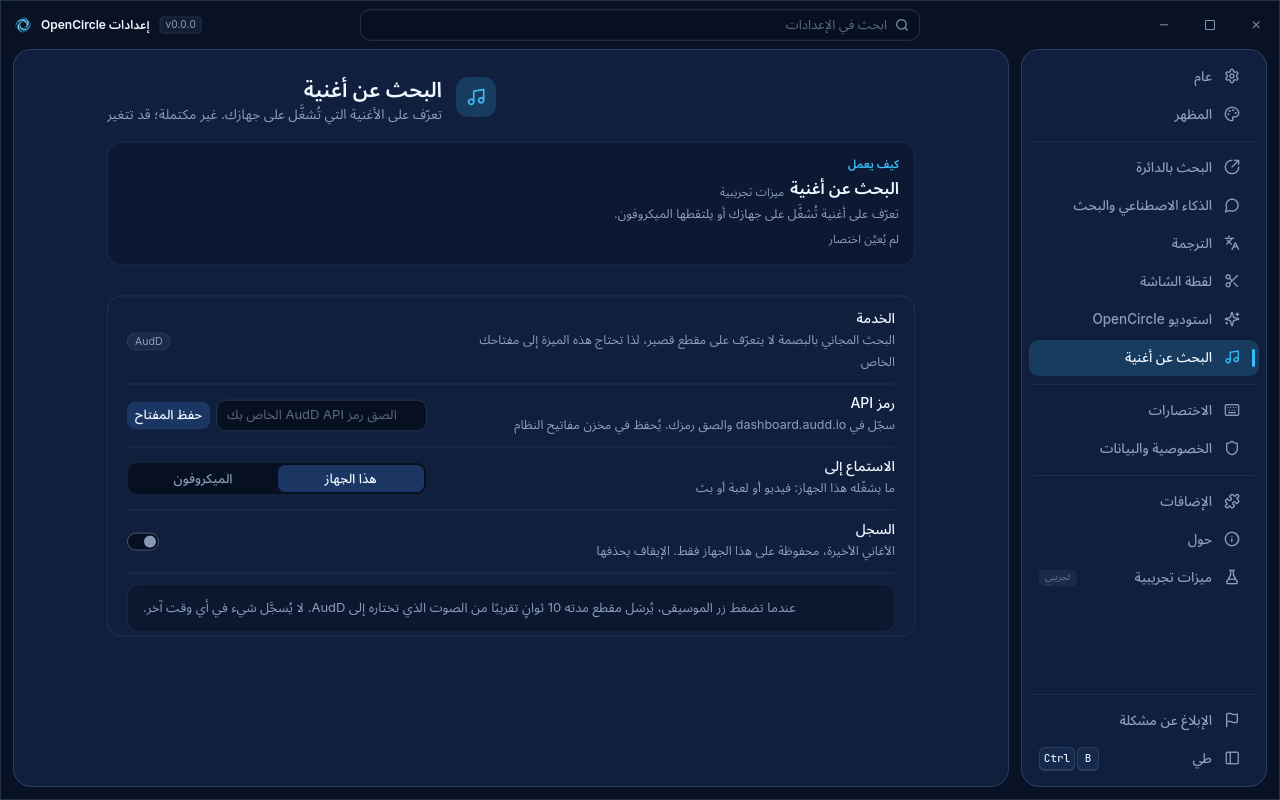 إعدادات OpenCircle
v0.0.0
ابحث في الإعدادات
عام
المظهر
البحث بالدائرة
الذكاء الاصطناعي والبحث
الترجمة
لقطة الشاشة
استوديو OpenCircle
البحث عن أغنية
الاختصارات
الخصوصية والبيانات
الإضافات
حول
ميزات تجريبية
تجريبي
الإبلاغ عن مشكلة
طي
Ctrl B
البحث عن أغنية
تعرّف على الأغنية التي تُشغَّل على جهازك. غير مكتملة؛ قد تتغير
كيف يعمل
البحث عن أغنية ميزات تجريبية
تعرّف على أغنية تُشغَّل على جهازك أو يلتقطها الميكروفون.
لم يُعيَّن اختصار
الخدمة
البحث المجاني بالبصمة لا يتعرّف على مقطع قصير، لذا تحتاج هذه الميزة إلى مفتاحك
الخاص
AudD
رمز API
سجّل في dashboard.audd.io والصق رمزك. يُحفظ في مخزن مفاتيح النظام
الصق رمز AudD API الخاص بك
حفظ المفتاح
الاستماع إلى
ما يشغّله هذا الجهاز: فيديو أو لعبة أو بث
هذا الجهاز
الميكروفون
السجل
الأغاني الأخيرة، محفوظة على هذا الجهاز فقط. الإيقاف يحذفها
عندما تضغط زر الموسيقى، يُرسَل مقطع مدته 10 ثوانٍ تقريبًا من الصوت الذي تختاره إلى AudD. لا يُسجَّل شيء في أي وقت آخر.